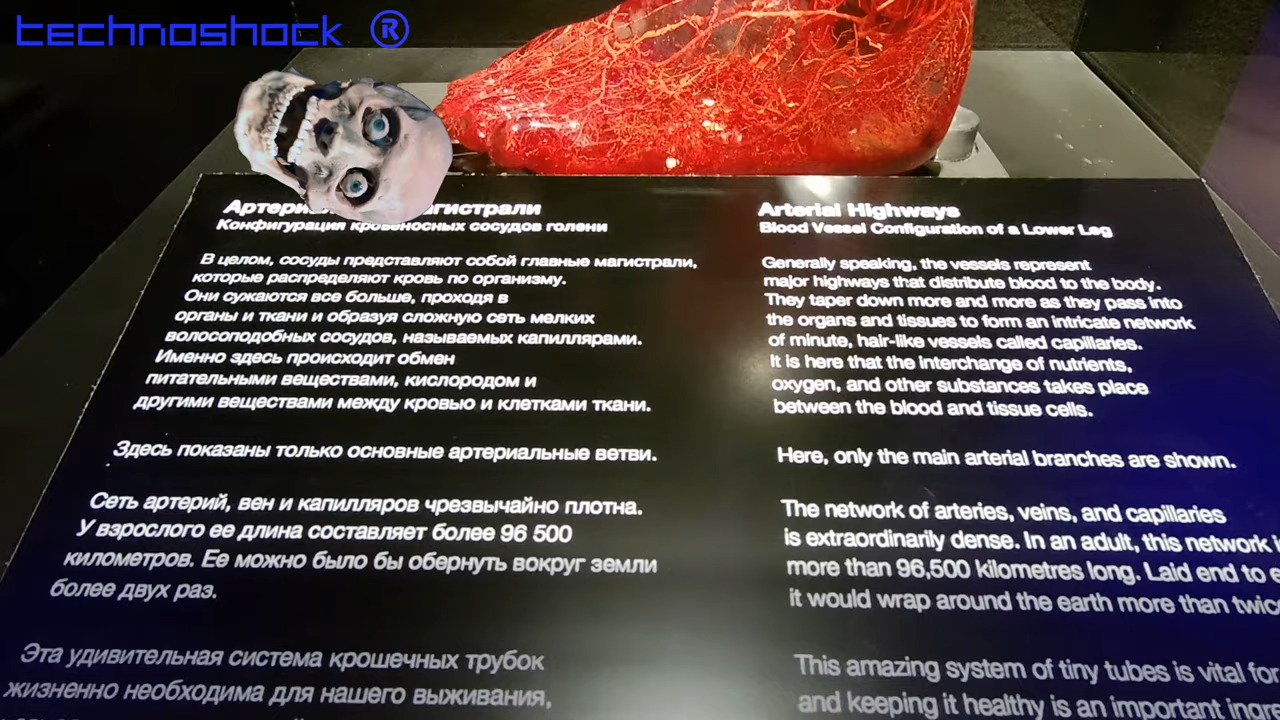 technoshock ®
Артериа гистрали
Конфигурация кровеносных сосудов голени
В целом, сосуды представляют собой главные магистрали,
которые распределяют кровь по организму.
Они сужаются все больше, проходя в
органы и ткани и образуя сложную сеть мелких
волосоподобных сосудов, называемых капиллярами.
Именно здесь происходит обмен
питательными веществами, кислородом и
другими веществами между кровью и клетками ткани.
Здесь показаны только основные артериальные ветви.
Сеть артерий, вен и капилляров чрезвычайно плотна.
У взрослого ее длина составляет более 96 500
километров. Ее можно было бы обернуть вокруг земли
более двух раз.
Эта удивительная система крошечных трубок
жизненно необходима для нашего выживания,
Arterial Highways
Blood Vessel Configuration of a Lower Leg
Generally speaking, the vessels represent
major highways that distribute blood to the body.
They taper down more and more as they pass into
the organs and tissues to form an intricate network
of minute, hair-like vessels called capillaries.
It is here that the interchange of nutrients,
oxygen, and other substances takes place
between the blood and tissue cells.
Here, only the main arterial branches are shown.
The network of arteries, veins, and capillaries
is extraordinarily dense. In an adult, this network
more than 96,500 kilometres long. Laid end to
it would wrap around the earth more than twic
This amazing system of tiny tubes is vital for
and keeping it healthy is an important ingre